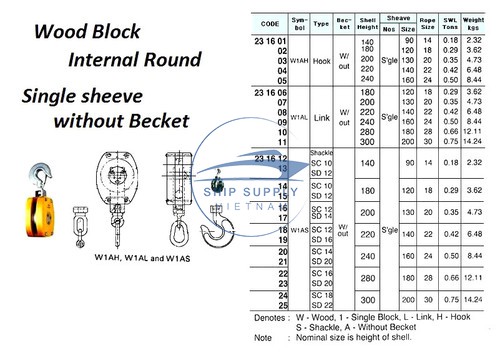 Wood Block
Internal Round
Single sheeve
without Becket
W1AH, W1AL and W1AS
SHIP SUPPLY
VIETNAM
CODE Sym-bol Type Bec-ket Shell Height Sheave Nos Size Rope Size SWL Tons Weight kgs
23 16 01 140 90 14 0.18 2.32
02 W/ 180 120 18 0.29 3.62
03 W1AH Hook out 200 S'gle 130 20 0.35 4.73
04 220 140 22 0.42 6.48
05 240 160 24 0.50 8.44
23 16 06 180 120 18 0.29 3.62
07 200 130 20 0.35 4.73
08 W1AL Link W/ 220 S'gle 140 22 0.42 6.48
09 out 240 160 24 0.50 8.44
10 280 180 28 0.66 12.11
11 300 200 30 0.75 14.24
Shackle
23 16 12 SC 10 140 90 14 0.18 2.32
13 SD 12
14 SC 10 180 120 18 0.29 3.62
15 SD 12
16 SC 12 200 130 20 0.35 4.73
17 SD 14
18 W1AS SC 12 W/ 220 S'gle 140 22 0.42 6.48
19 SD 16 out
20 SC 14 240 160 24 0.50 8.44
21 SD 20
22 SC 16 280 180 28 0.66 12.11
23 SD 20
24 SC 18 300 200 30 0.75 14.24
25 SD 22
Denotes : W - Wood, 1 - Single Block, L - Link, H - Hook
S - Shackle, A - Without Becket
Note : Nominal size is height of shell.